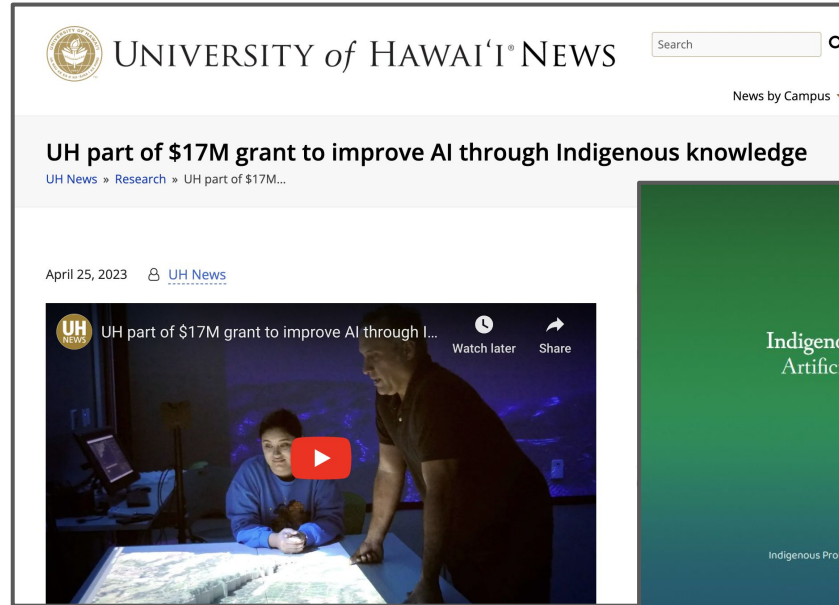 UNIVERSITY of HAWAIʻI® NEWS
Search
News by Campus
UH part of $17M grant to improve AI through Indigenous knowledge
UH News » Research » UH part of $17M...
April 25, 2023 UH News
UH NEWS
UH part of $17M grant to improve AI through I...
Watch later
Share
Artific
Indigenous Pro